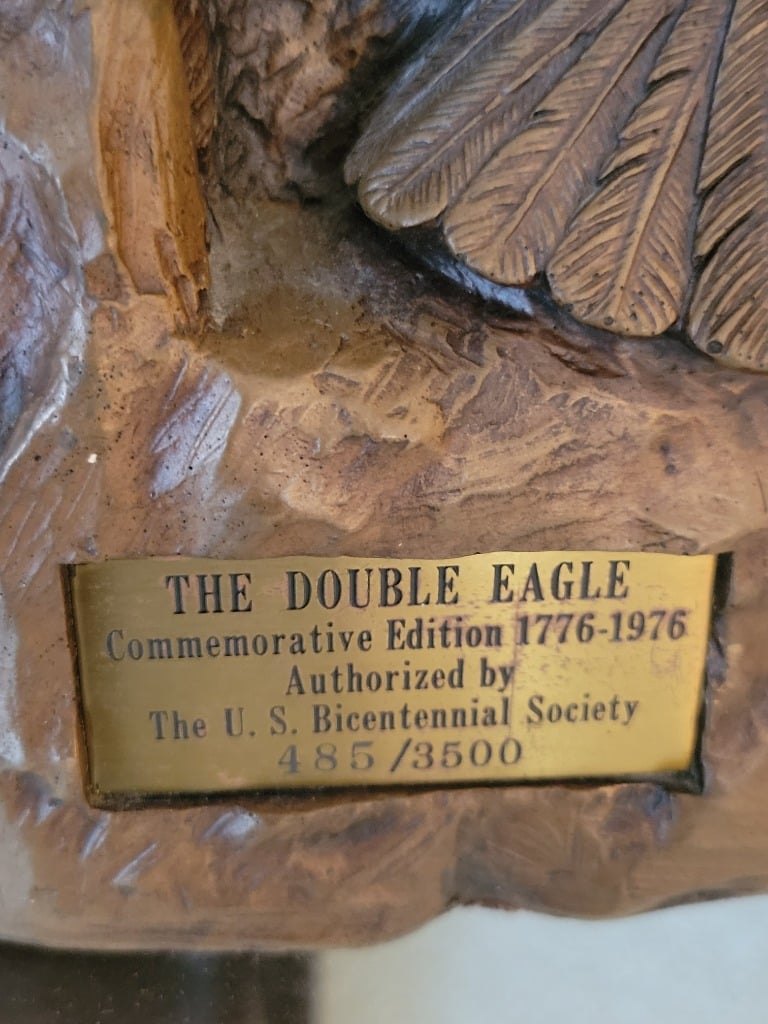 THE DOUBLE EAGLE
Commemorative Edition 1776-1976
Authorized by
The U. S. Bicentennial Society
485/3500